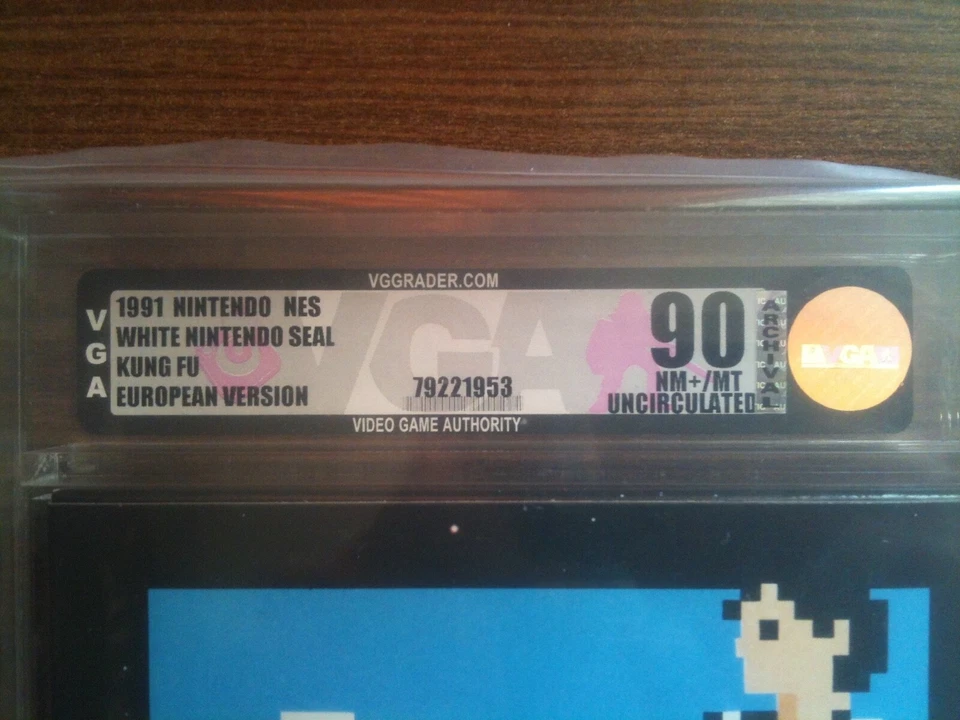 VGGRADER.COM
VGA
1991 NINTENDO NES
WHITE NINTENDO SEAL
KUNG FU
EUROPEAN VERSION
79221953
90
NM+/MT
UNCIRCULATED
ARCHIVAL
VGA
VGA
VIDEO GAME AUTHORITY